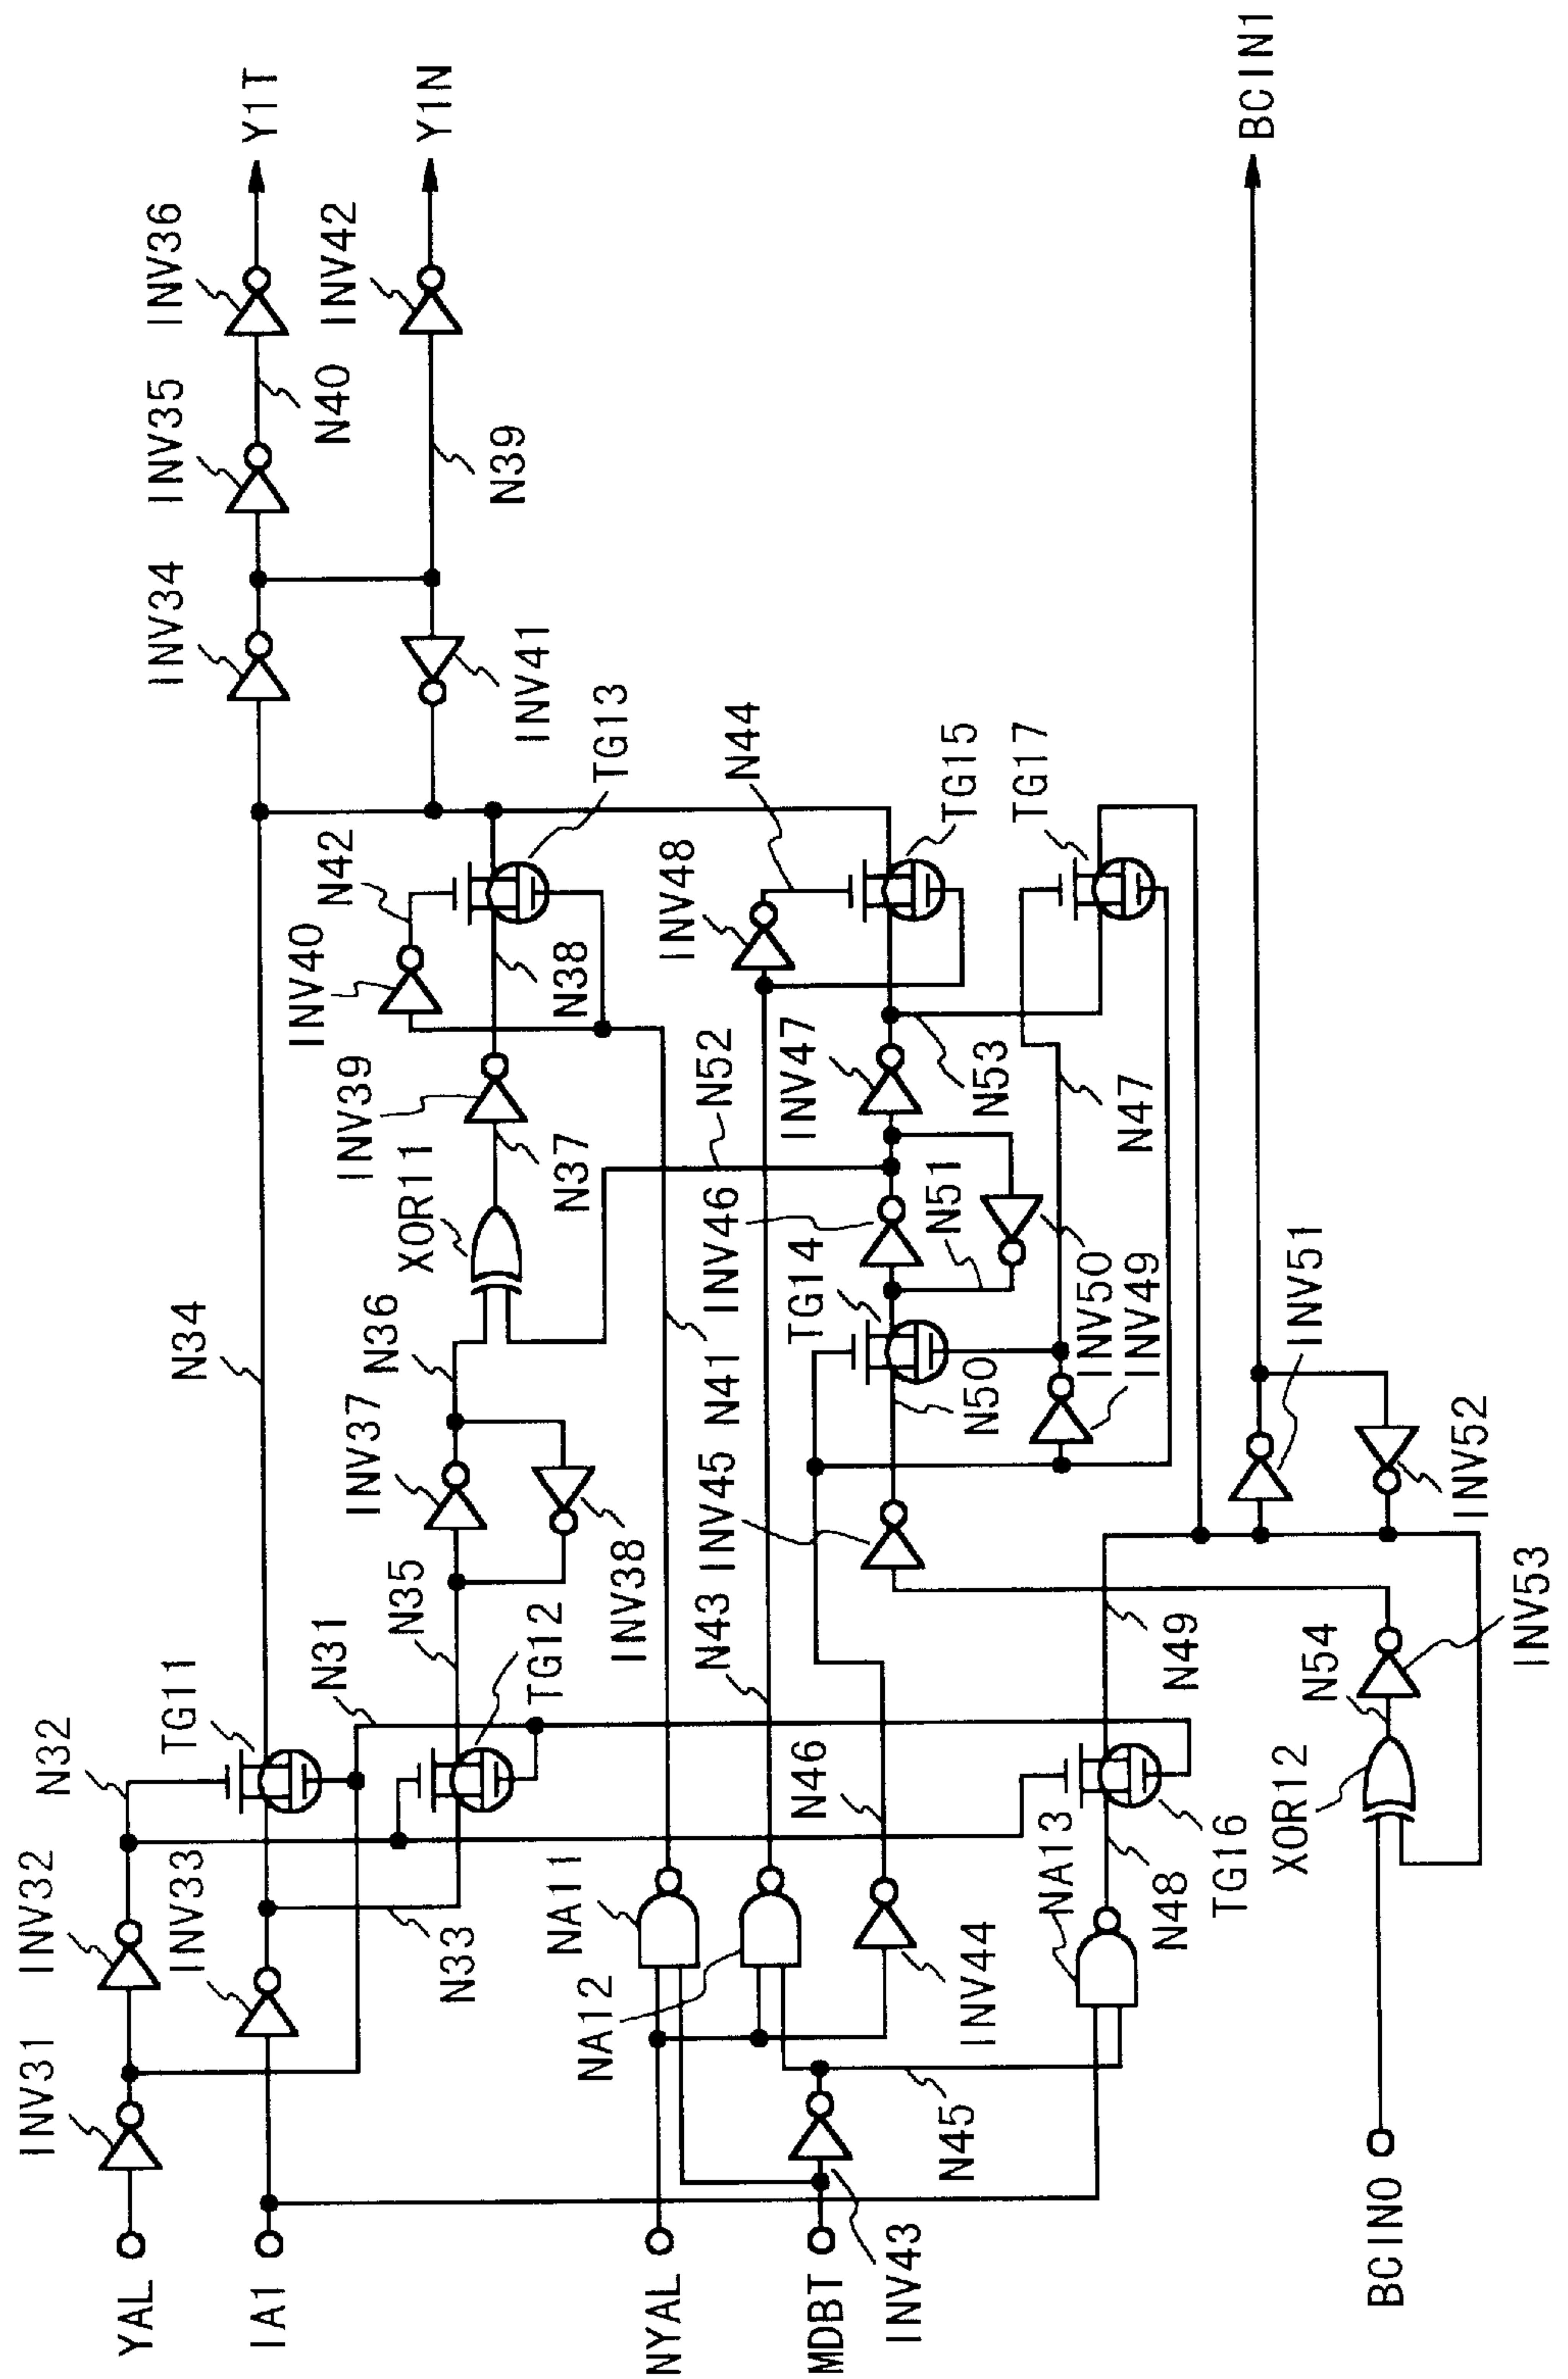 YAL
INV31
INV32
N32
TG11
N34
INV34
INV35
INV36
Y1T
IA1
INV33
N31
N35
INV37
N36
XOR11
INV39
INV40
N42
N40
INV42
Y1N
N33
TG12
INV38
N37
N38
TG13
INV41
N39
NYAL
NA11
N41
N52
MDBT
NA12
N43
INV45
INV46
TG14
N51
INV47
INV48
N44
TG15
INV43
N45
INV44
N46
N50
INV50
INV49
N53
N47
TG17
NA13
N48
TG16
N49
INV51
BCIN1
BCIN0
XOR12
N54
INV53
INV52